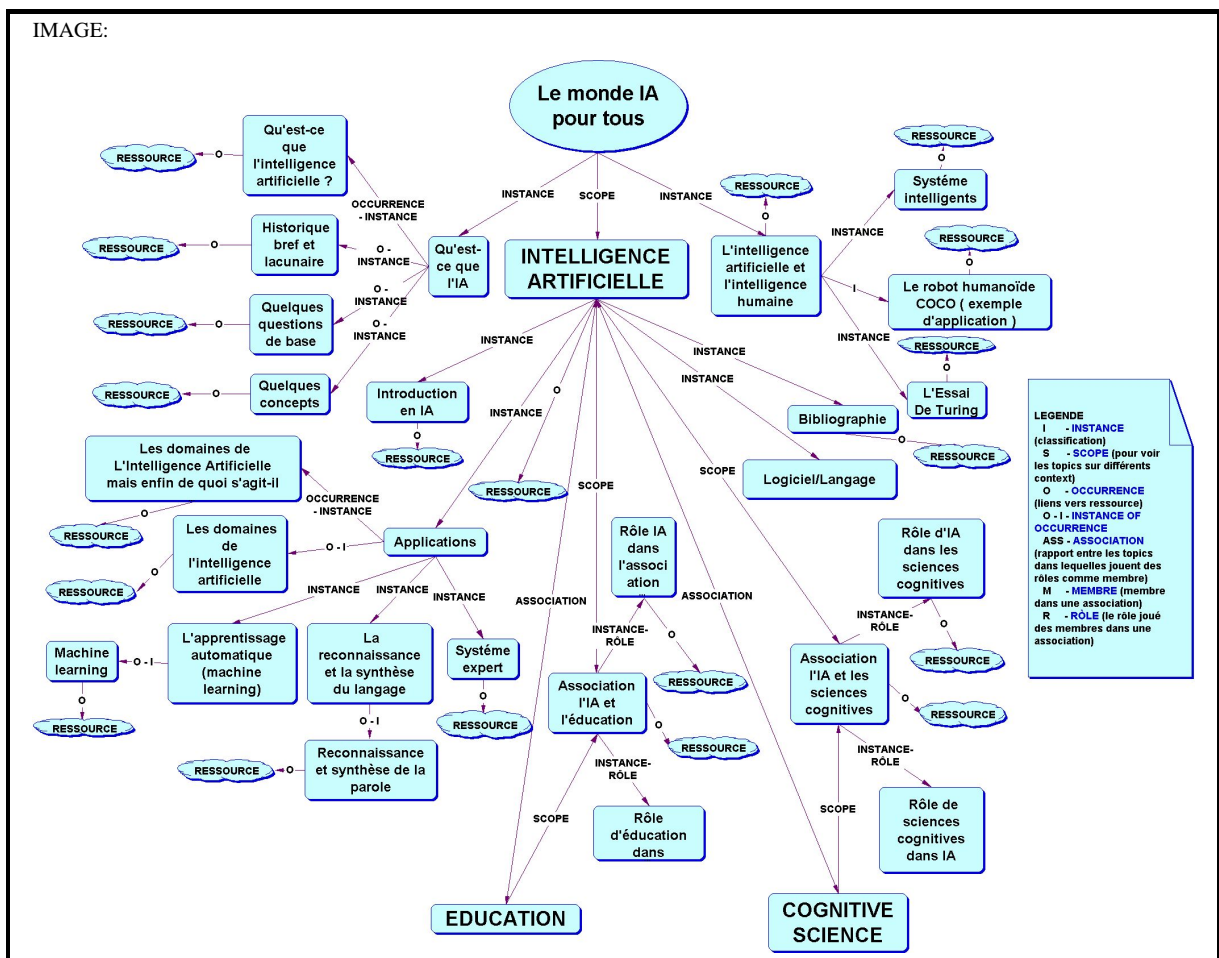 IMAGE:
Le monde IA
pour tous
INSTANCE
SCOPE
INSTANCE
Qu'est-ce
que
l'intelligence
artificielle ?
O
RESSOURCE
OCCURRENCE
- INSTANCE
Historique
bref et
lacunaire
O
RESSOURCE
O -
INSTANCE
Quelques
questions
de base
O
RESSOURCE
O -
INSTANCE
Quelques
concepts
O
RESSOURCE
O -
INSTANCE
Qu'est-
ce que
l'IA
INTELLIGENCE
ARTIFICIELLE
RESSOURCE
O
L'intelligence
artificielle et
l'intelligence
humaine
INSTANCE
I
INSTANCE
RESSOURCE
O
Systéme
intelligents
RESSOURCE
O
Le robot humanoïde
COCO ( exemple
d'application )
RESSOURCE
O
L'Essai
De Turing
INSTANCE
Introduction
en IA
O
RESSOURCE
INSTANCE
O
RESSOURCE
SCOPE
ASSOCIATION
ASSOCIATION
SCOPE
INSTANCE
INSTANCE
Bibliographie
O
RESSOURCE
Logiciel/Langage
Les domaines de
L'Intelligence Artificielle
mais enfin de quoi s'agit-il
O
RESSOURCE
OCCURRENCE
- INSTANCE
Les domaines
de
l'intelligence
artificielle
O
RESSOURCE
O - I
Applications
INSTANCE
INSTANCE
INSTANCE
L'apprentissage
automatique
(machine
learning)
O - I
Machine
learning
O
RESSOURCE
La
reconnaissance
et la synthèse
du langage
O - I
Reconnaissance
et synthèse de la
parole
O
RESSOURCE
Systéme
expert
O
RESSOURCE
Rôle IA
dans
l'associ
ation
O
RESSOURCE
INSTANCE-
RÔLE
Association
l'IA et
l'éducation
O
RESSOURCE
INSTANCE-
RÔLE
Rôle
d'éducation
dans
SCOPE
EDUCATION
Rôle d'IA
dans les
sciences
cognitives
O
RESSOURCE
INSTANCE-
RÔLE
Association
l'IA et les
sciences
cognitives
O
RESSOURCE
INSTANCE-
RÔLE
Rôle de
sciences
cognitives
dans IA
SCOPE
COGNITIVE
SCIENCE
LEGENDE
I - INSTANCE
(classification)
S - SCOPE (pour voir
les topics sur différents
context)
O - OCCURRENCE
(liens vers ressource)
O - I - INSTANCE OF
OCCURRENCE
ASS - ASSOCIATION
(rapport entre les topics
dans lequelles jouent des
rôles comme membre)
M - MEMBRE (membre
dans une association)
R - RÒLE (le rôle joué
des membres dans une
association)